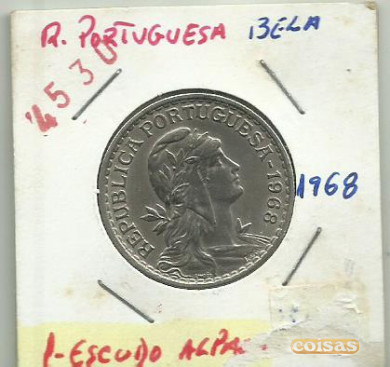 R. PORTUGUESA BELA
4530
REPUBLICA PORTUGUESA-1968
1968
1-ESCUDO ALPA
coisas